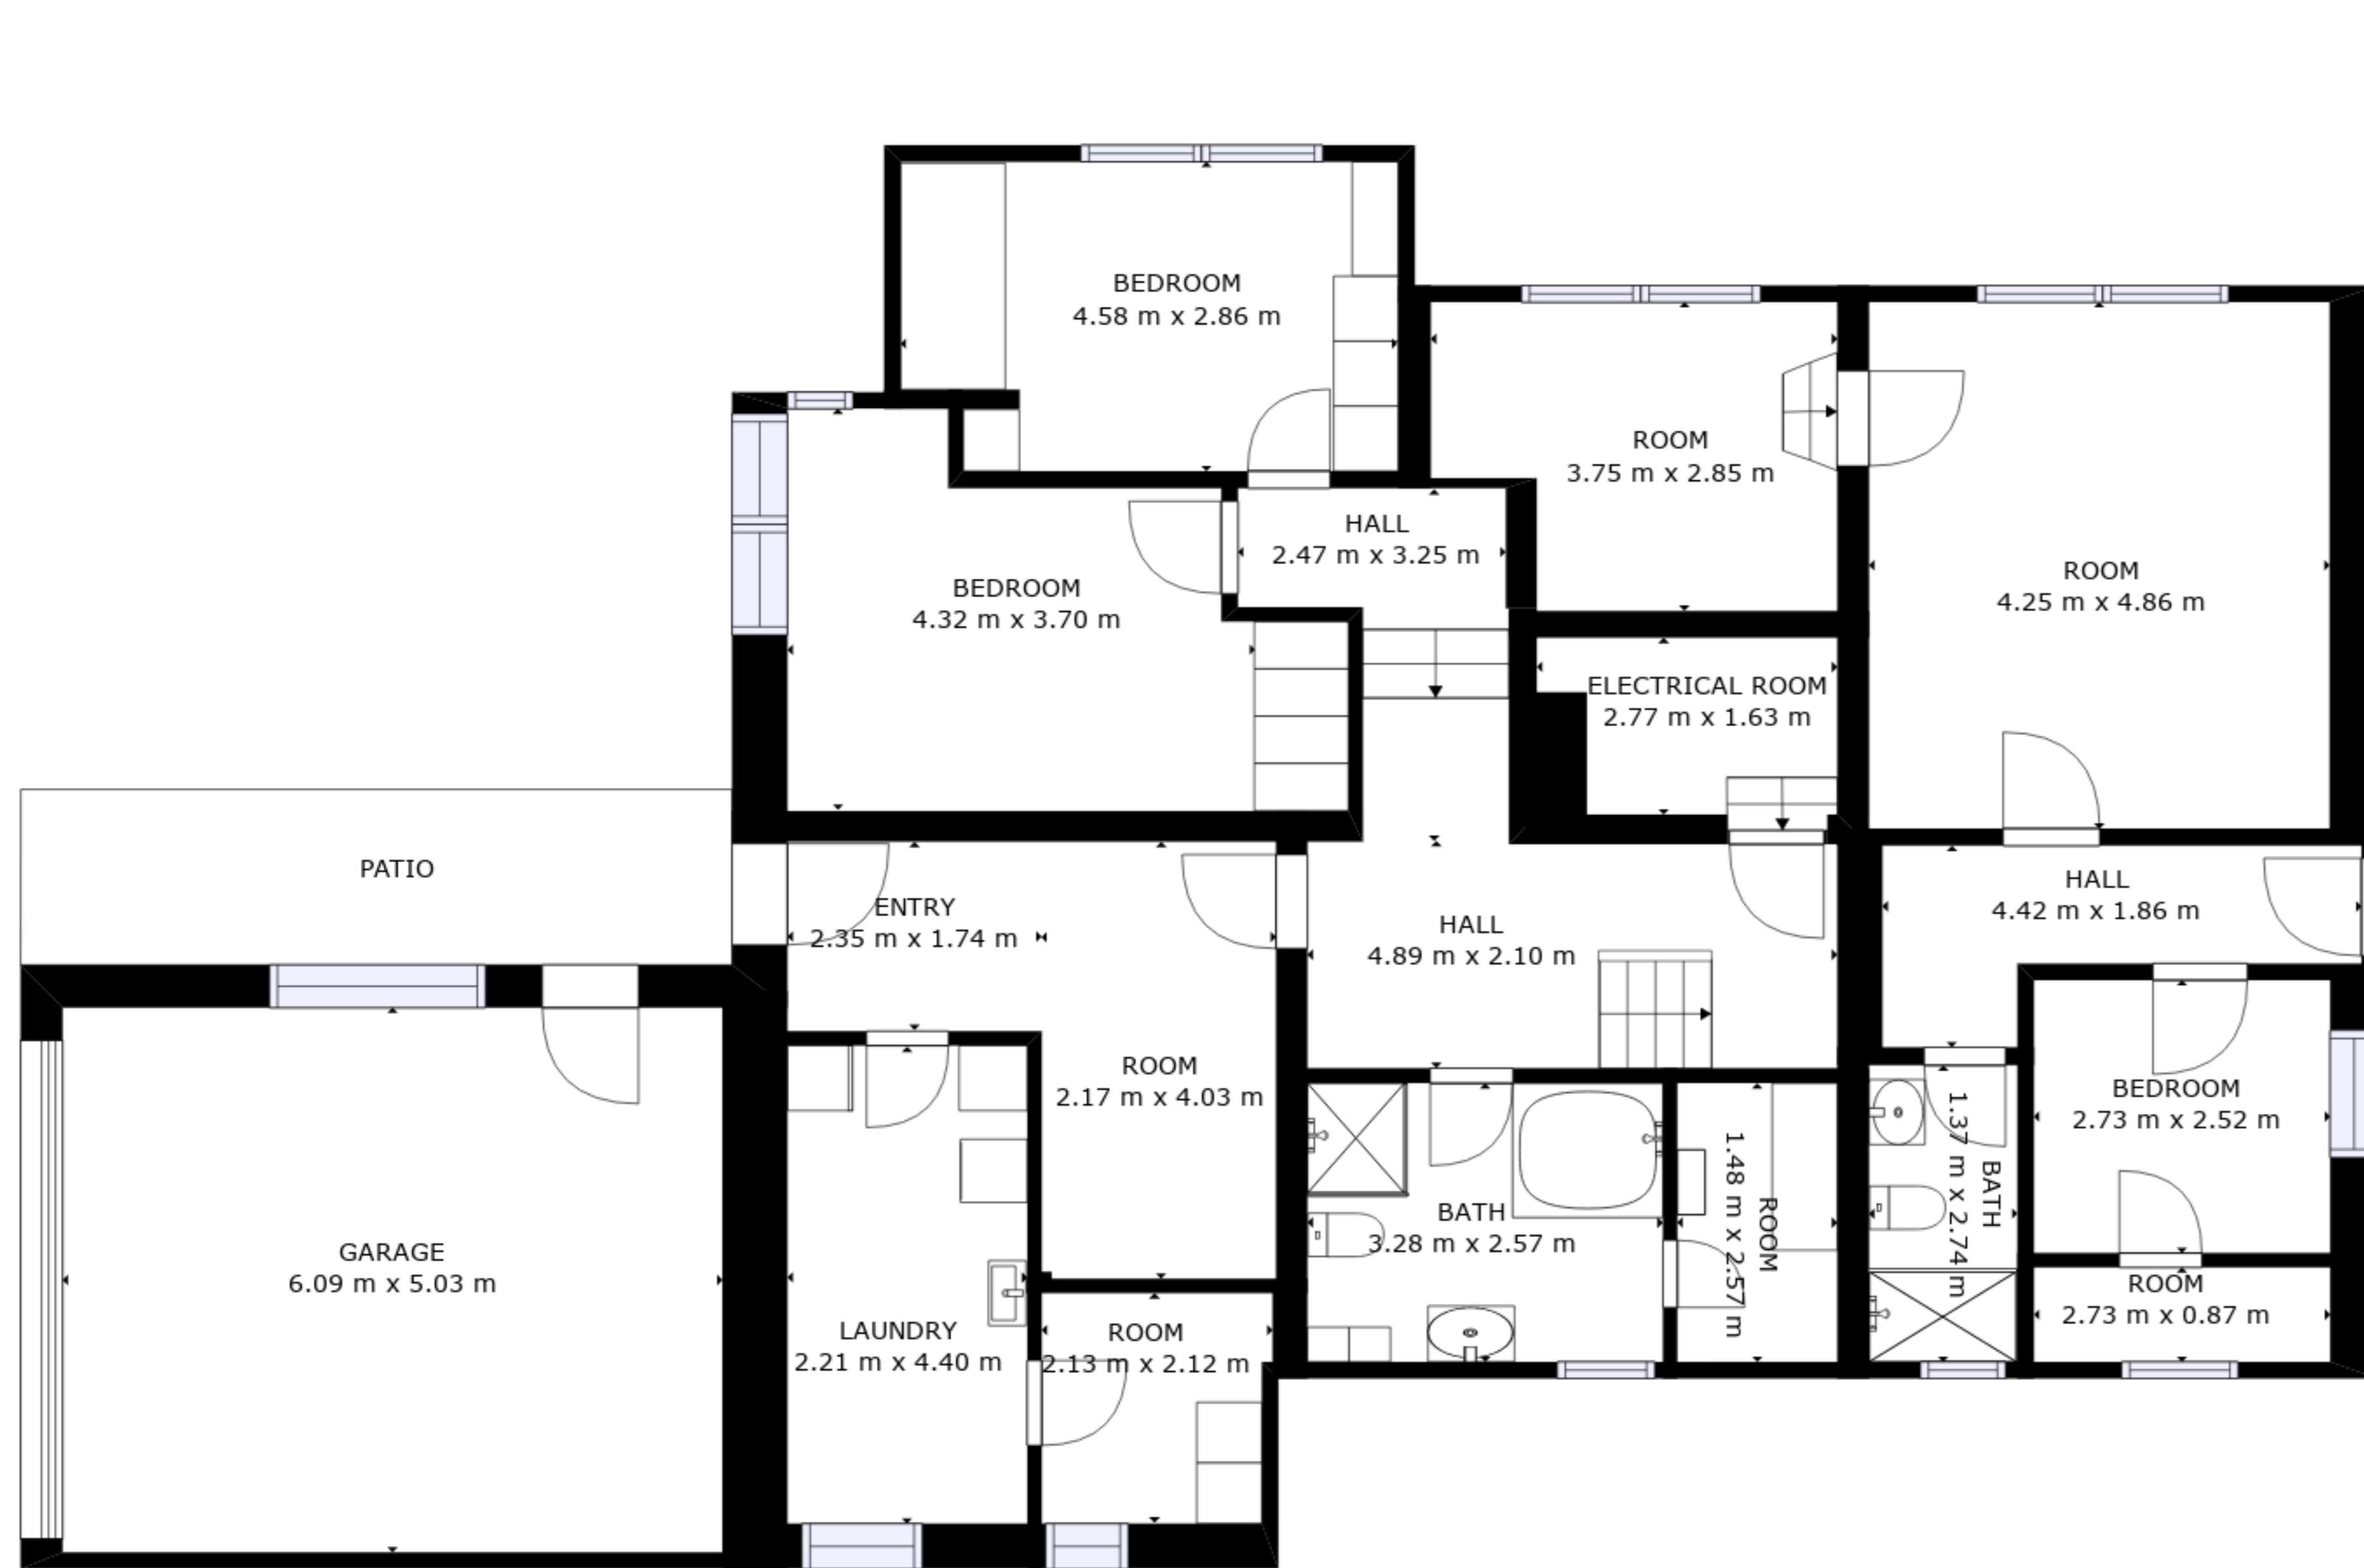 BEDROOM
4.58 m x 2.86 m
ROOM
3.75 m x 2.85 m
HALL
2.47 m x 3.25 m
BEDROOM
4.32 m x 3.70 m
ROOM
4.25 m x 4.86 m
ELECTRICAL ROOM
2.77 m x 1.63 m
PATIO
ENTRY
2.35 m x 1.74 m
HALL
4.89 m x 2.10 m
HALL
4.42 m x 1.86 m
ROOM
2.17 m x 4.03 m
BEDROOM
2.73 m x 2.52 m
BATH
1.37 m x 2.74 m
BATH
3.28 m x 2.57 m
ROOM
1.48 m x 2.57 m
GARAGE
6.09 m x 5.03 m
ROOM
2.73 m x 0.87 m
LAUNDRY
2.21 m x 4.40 m
ROOM
2.13 m x 2.12 m